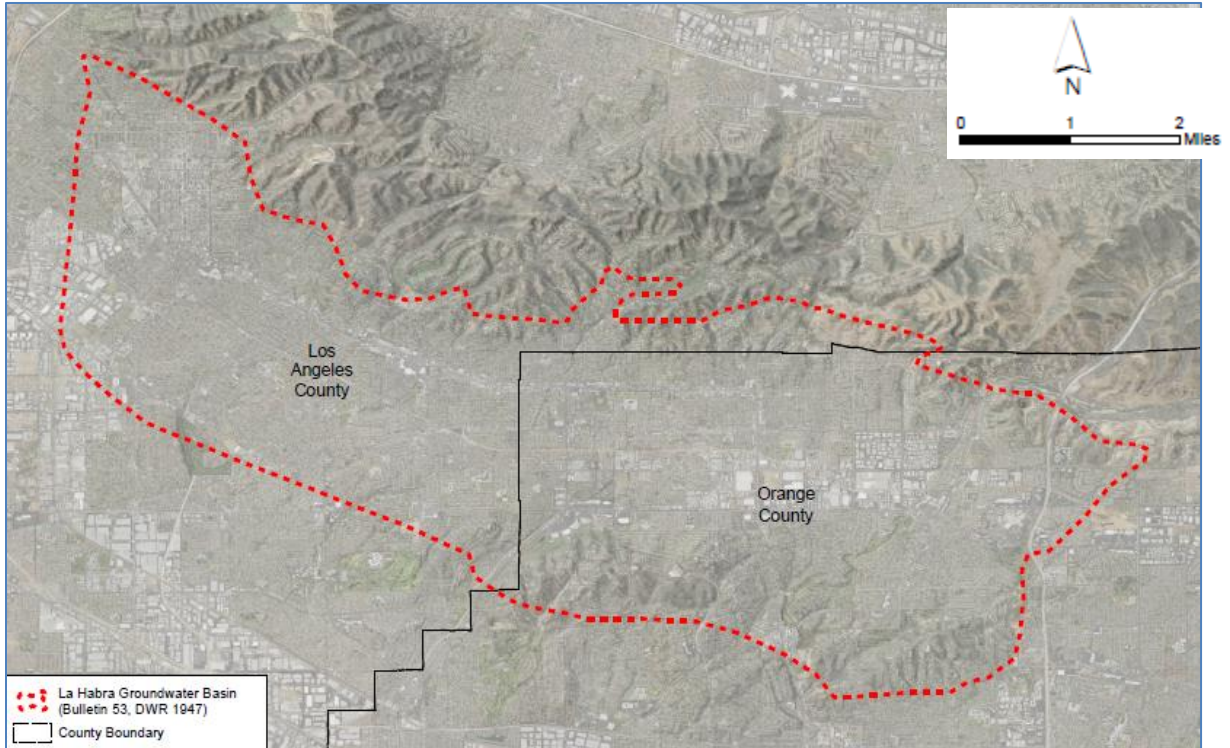 N
0 1 2
Miles
Los
Angeles
County
Orange
County
La Habra Groundwater Basin
(Bulletin 53, DWR 1947)
County Boundary